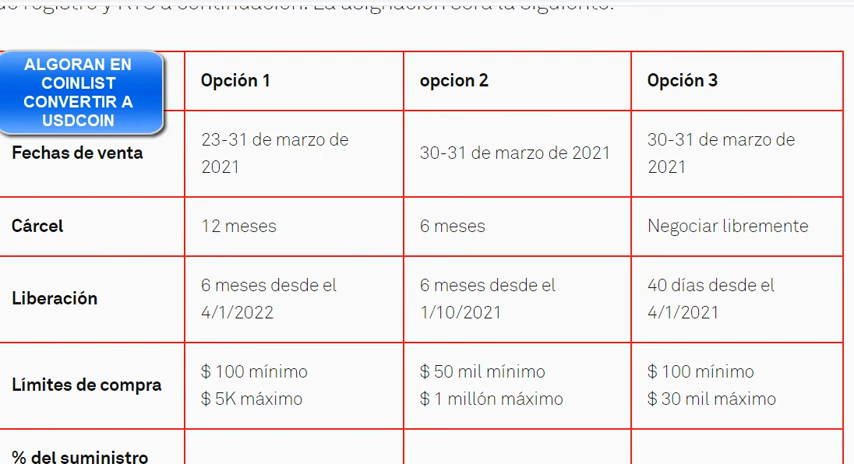 ALGORAN EN
COINLIST
CONVERTIR A
USDCOIN
Opción 1
opcion 2
Opción 3
Fechas de venta
23-31 de marzo de
2021
30-31 de marzo de 2021
30-31 de marzo de
2021
Cárcel
12 meses
6 meses
Negociar libremente
Liberación
6 meses desde el
4/1/2022
6 meses desde el
1/10/2021
40 días desde el
4/1/2021
Límites de compra
$ 100 mínimo
$ 5K máximo
$ 50 mil mínimo
$ 1 millón máximo
$ 100 mínimo
$ 30 mil máximo
% del suministro